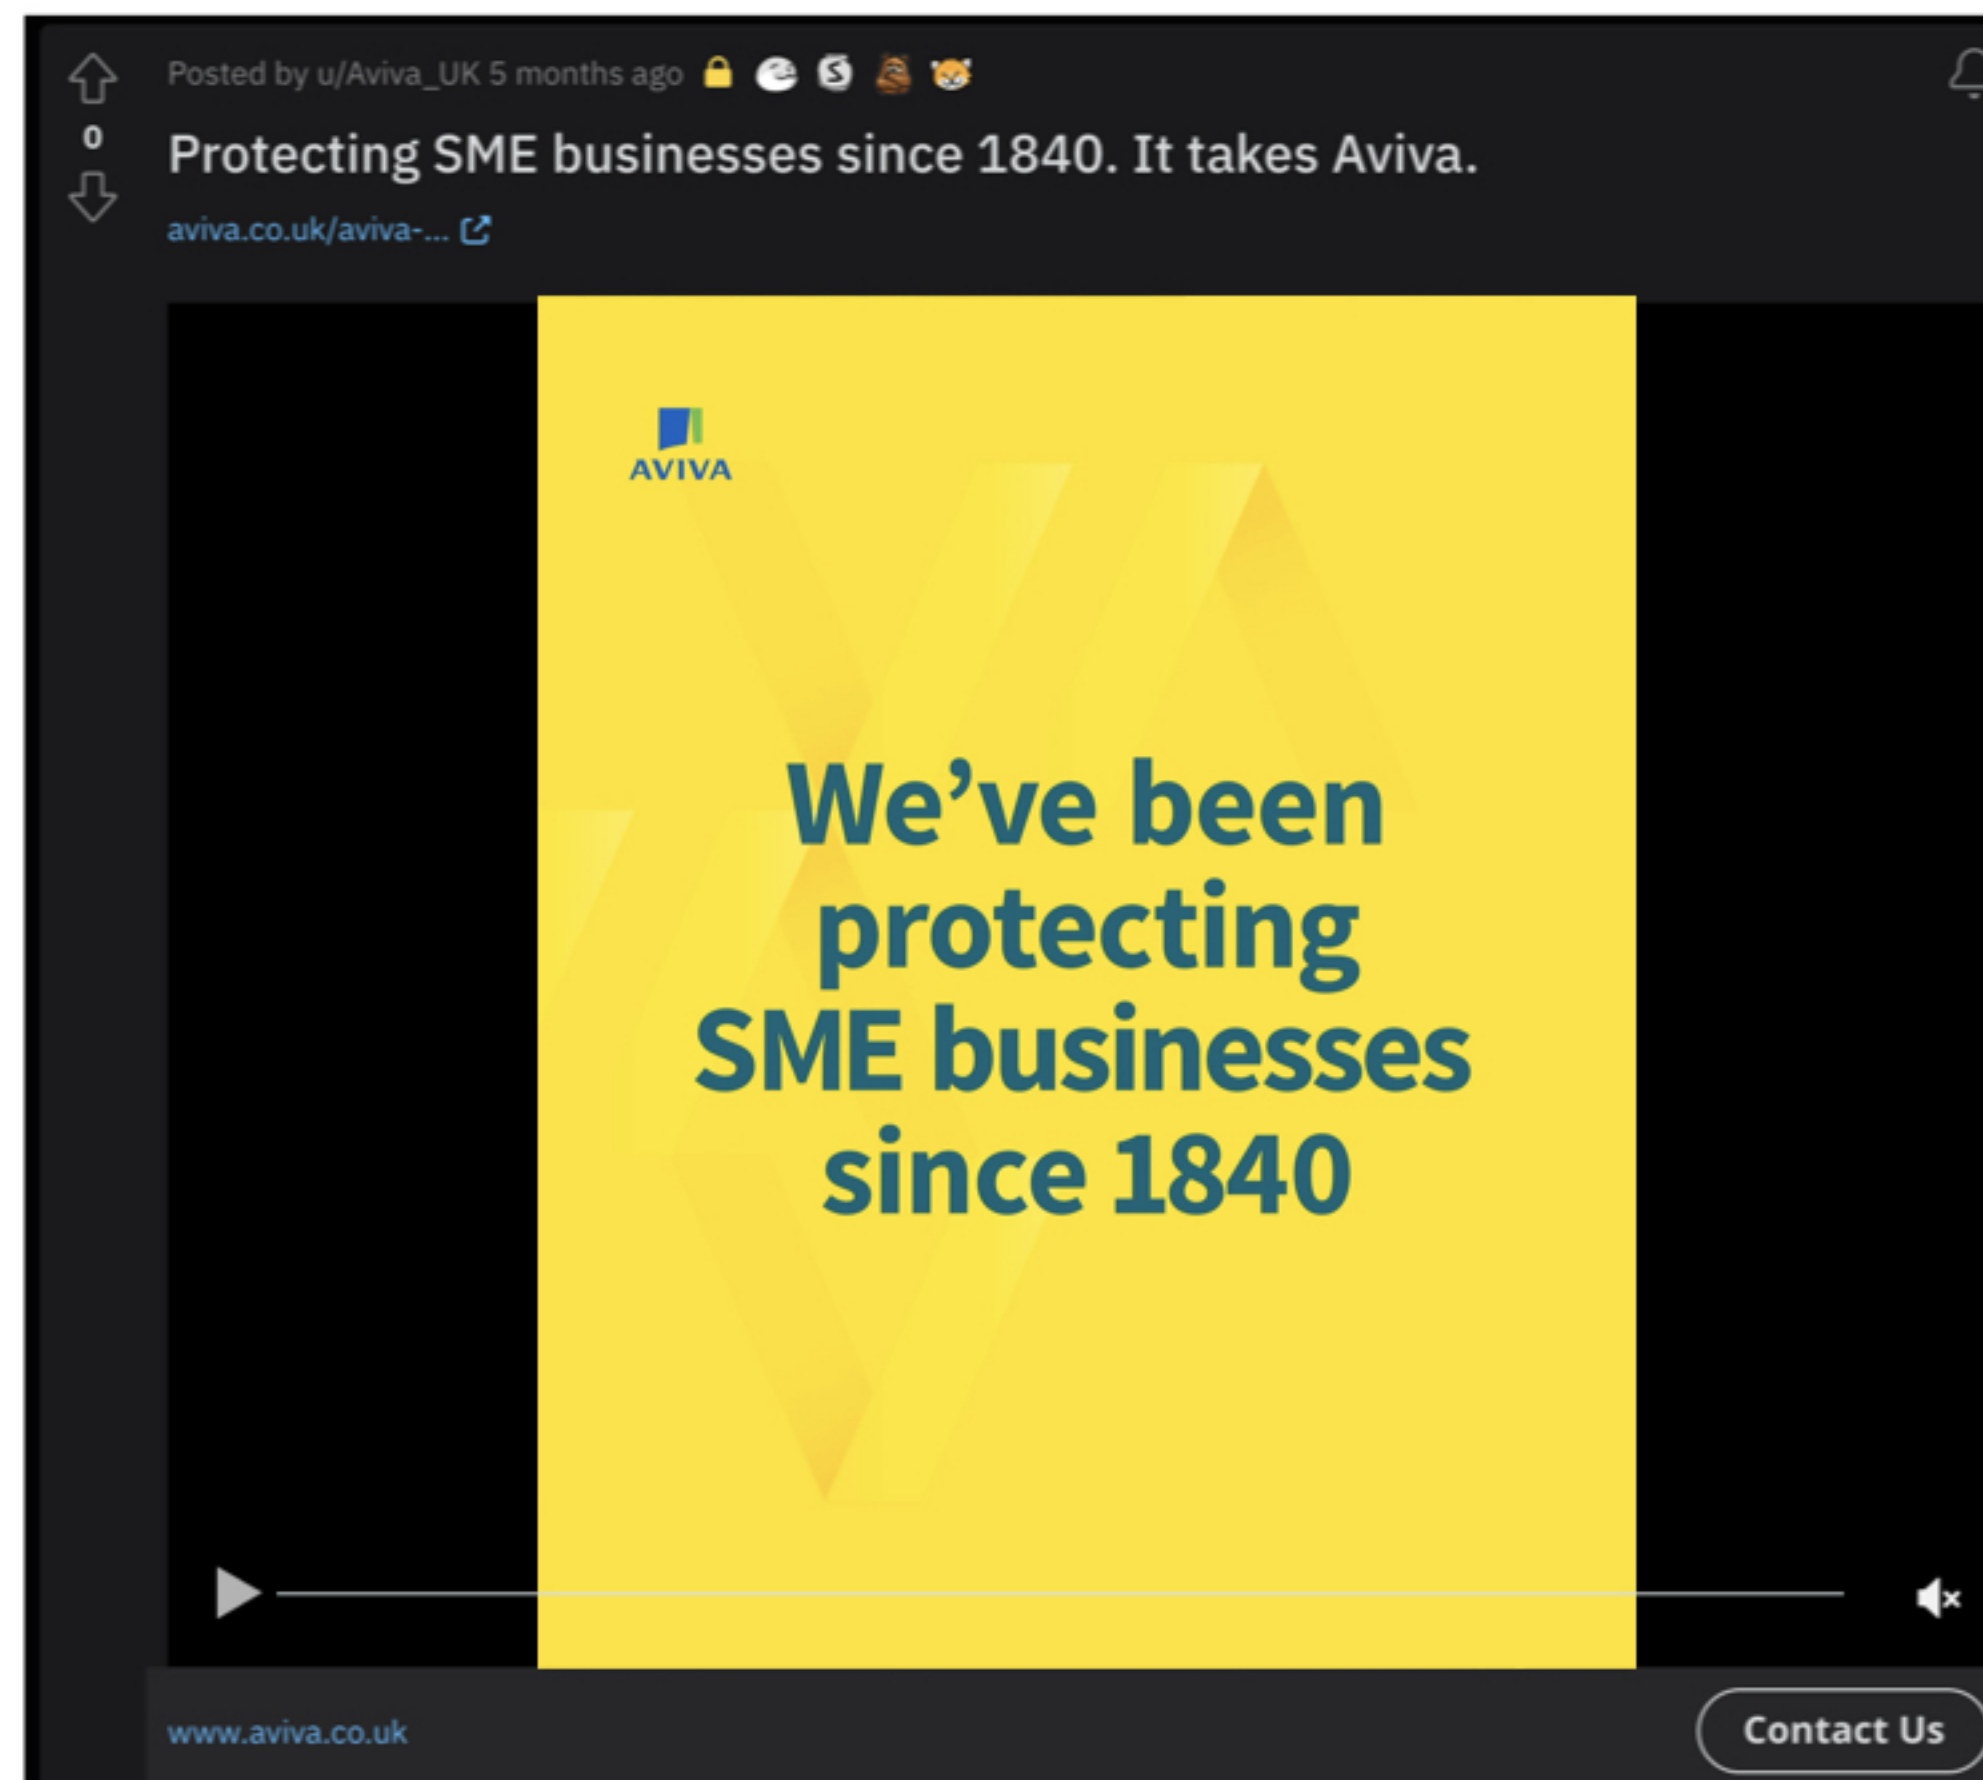 Posted by u/Aviva_UK 5 months ago
0
Protecting SME businesses since 1840. It takes Aviva.
aviva.co.uk/aviva-...
AVIVA
We’ve been
protecting
SME businesses
since 1840
www.aviva.co.uk
Contact Us